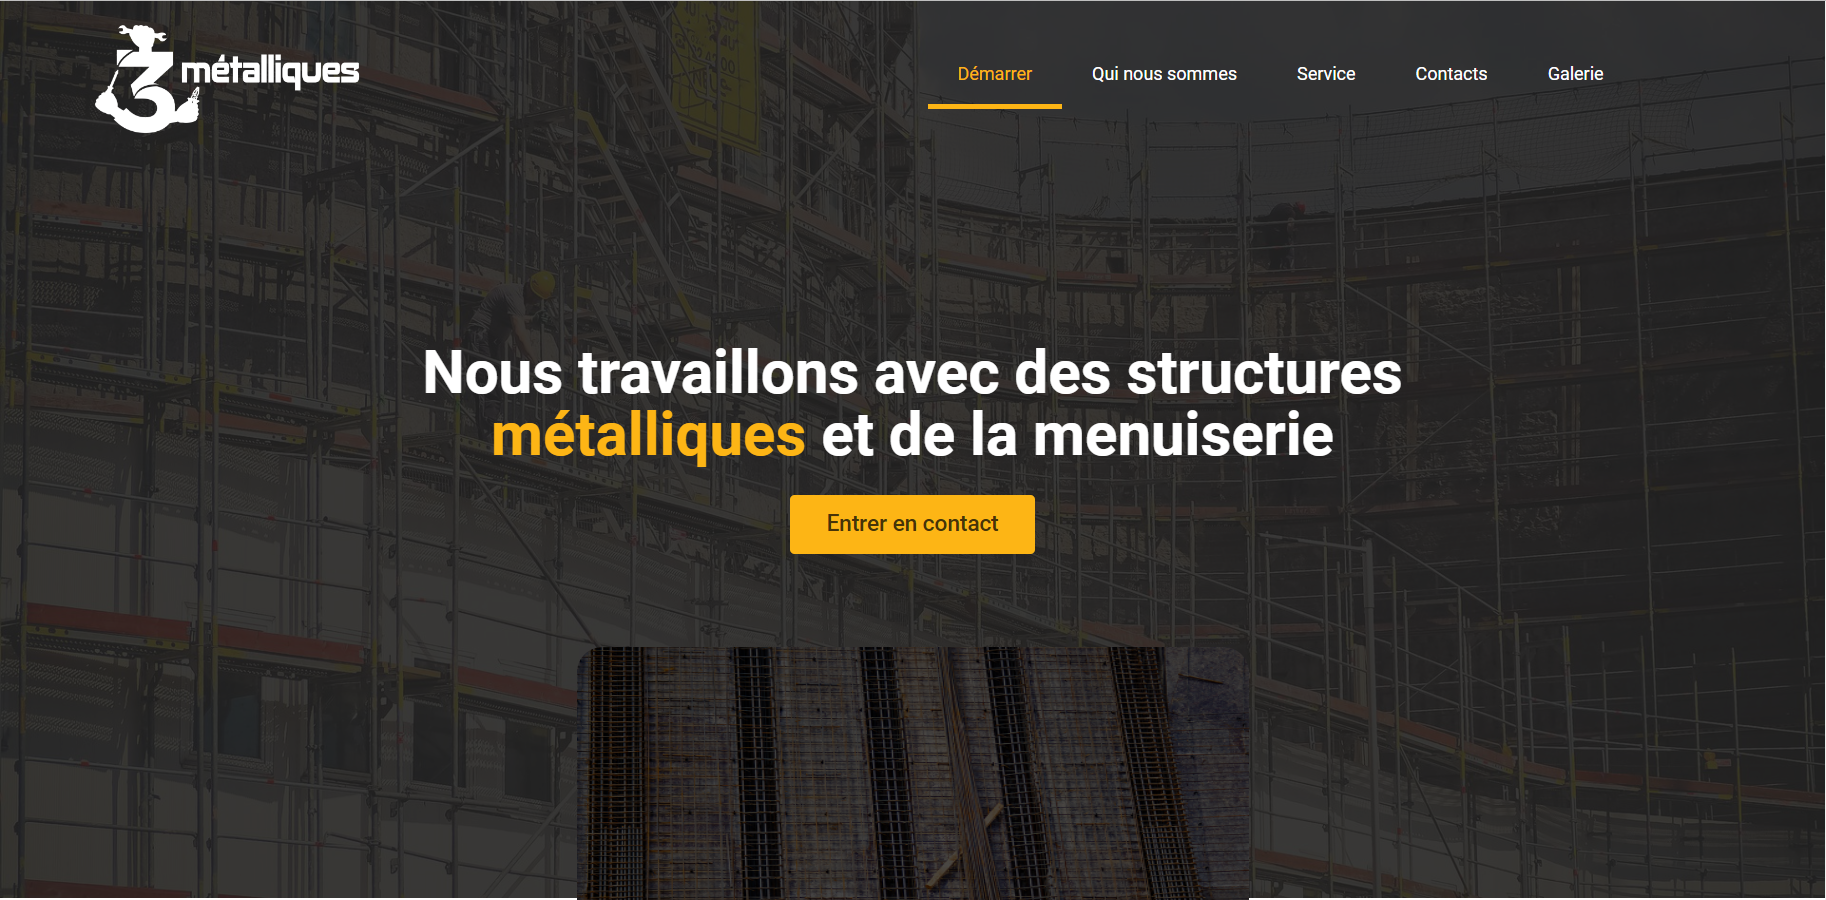 3 métalliques
Démarrer
Qui nous sommes
Service
Contacts
Galerie
Nous travaillons avec des structures
métalliques et de la menuiserie
Entrer en contact